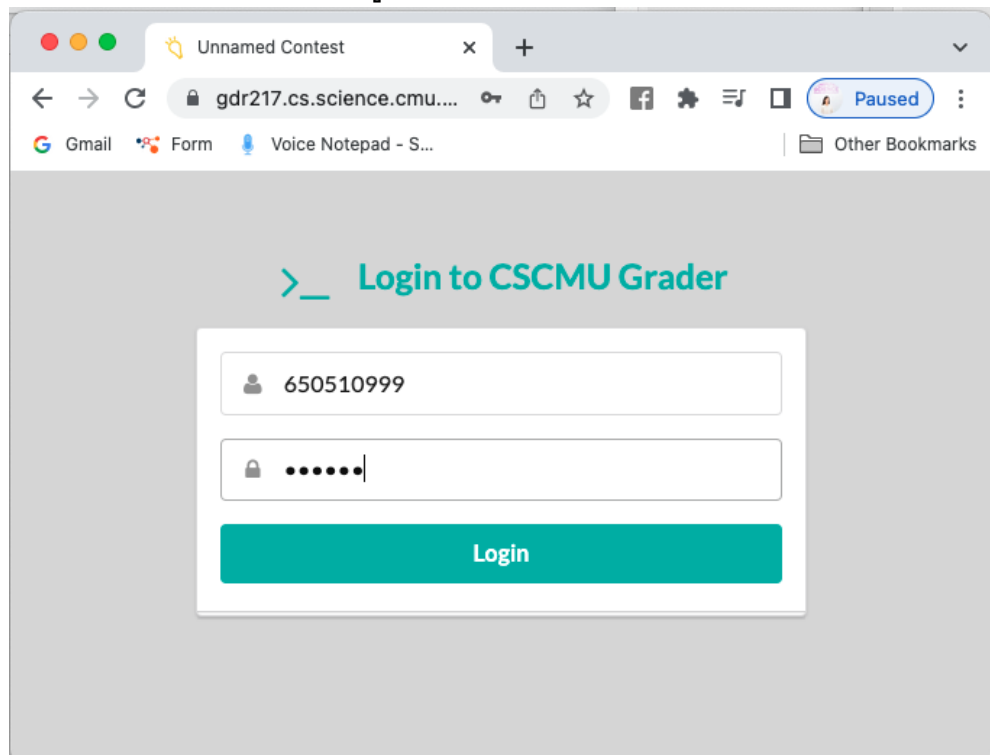 Unnamed Contest
gdr217.cs.science.cmu....
Paused
Gmail
Form
Voice Notepad - S...
Other Bookmarks
>_ Login to CSCMU Grader
650510999
••••••
Login